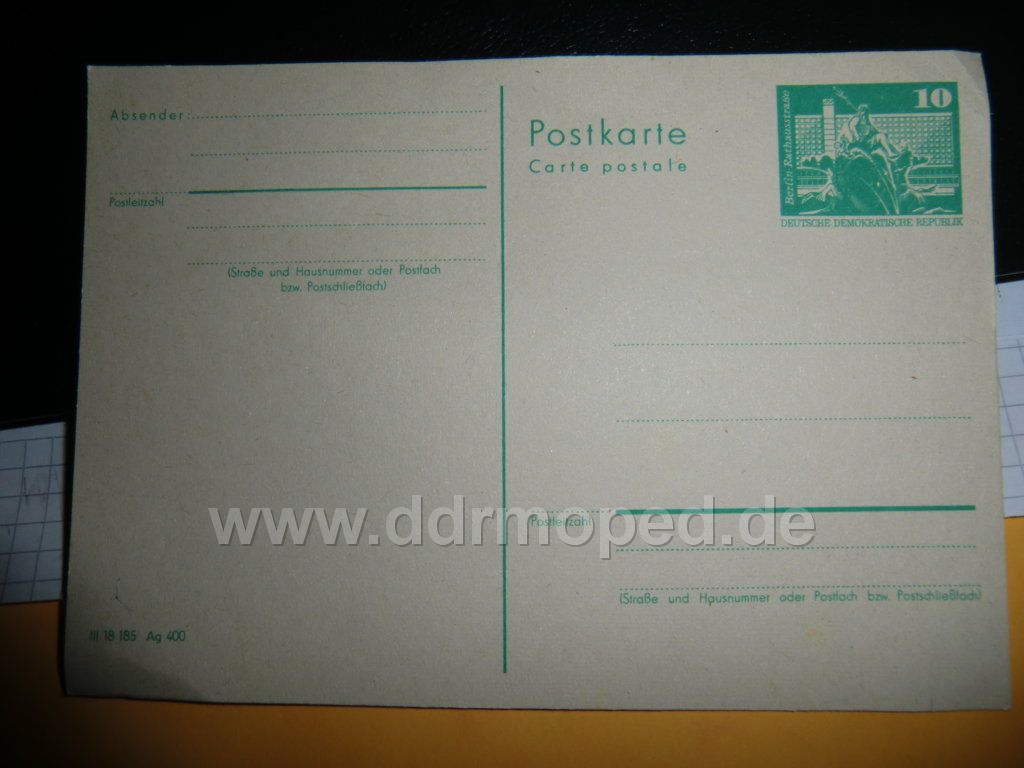 Absender:
Postleitzahl
(Straße und Hausnummer oder Postfach
bzw. Postschließfach)
III 18 185 Ag 400
Postkarte
Carte postale
Berlin-Rathausstraße
10
DEUTSCHE DEMOKRATISCHE REPUBLIK
Postleitzahl
(Straße und Hausnummer oder Postfach bzw. Postschließfach)
www.ddrmoped.de